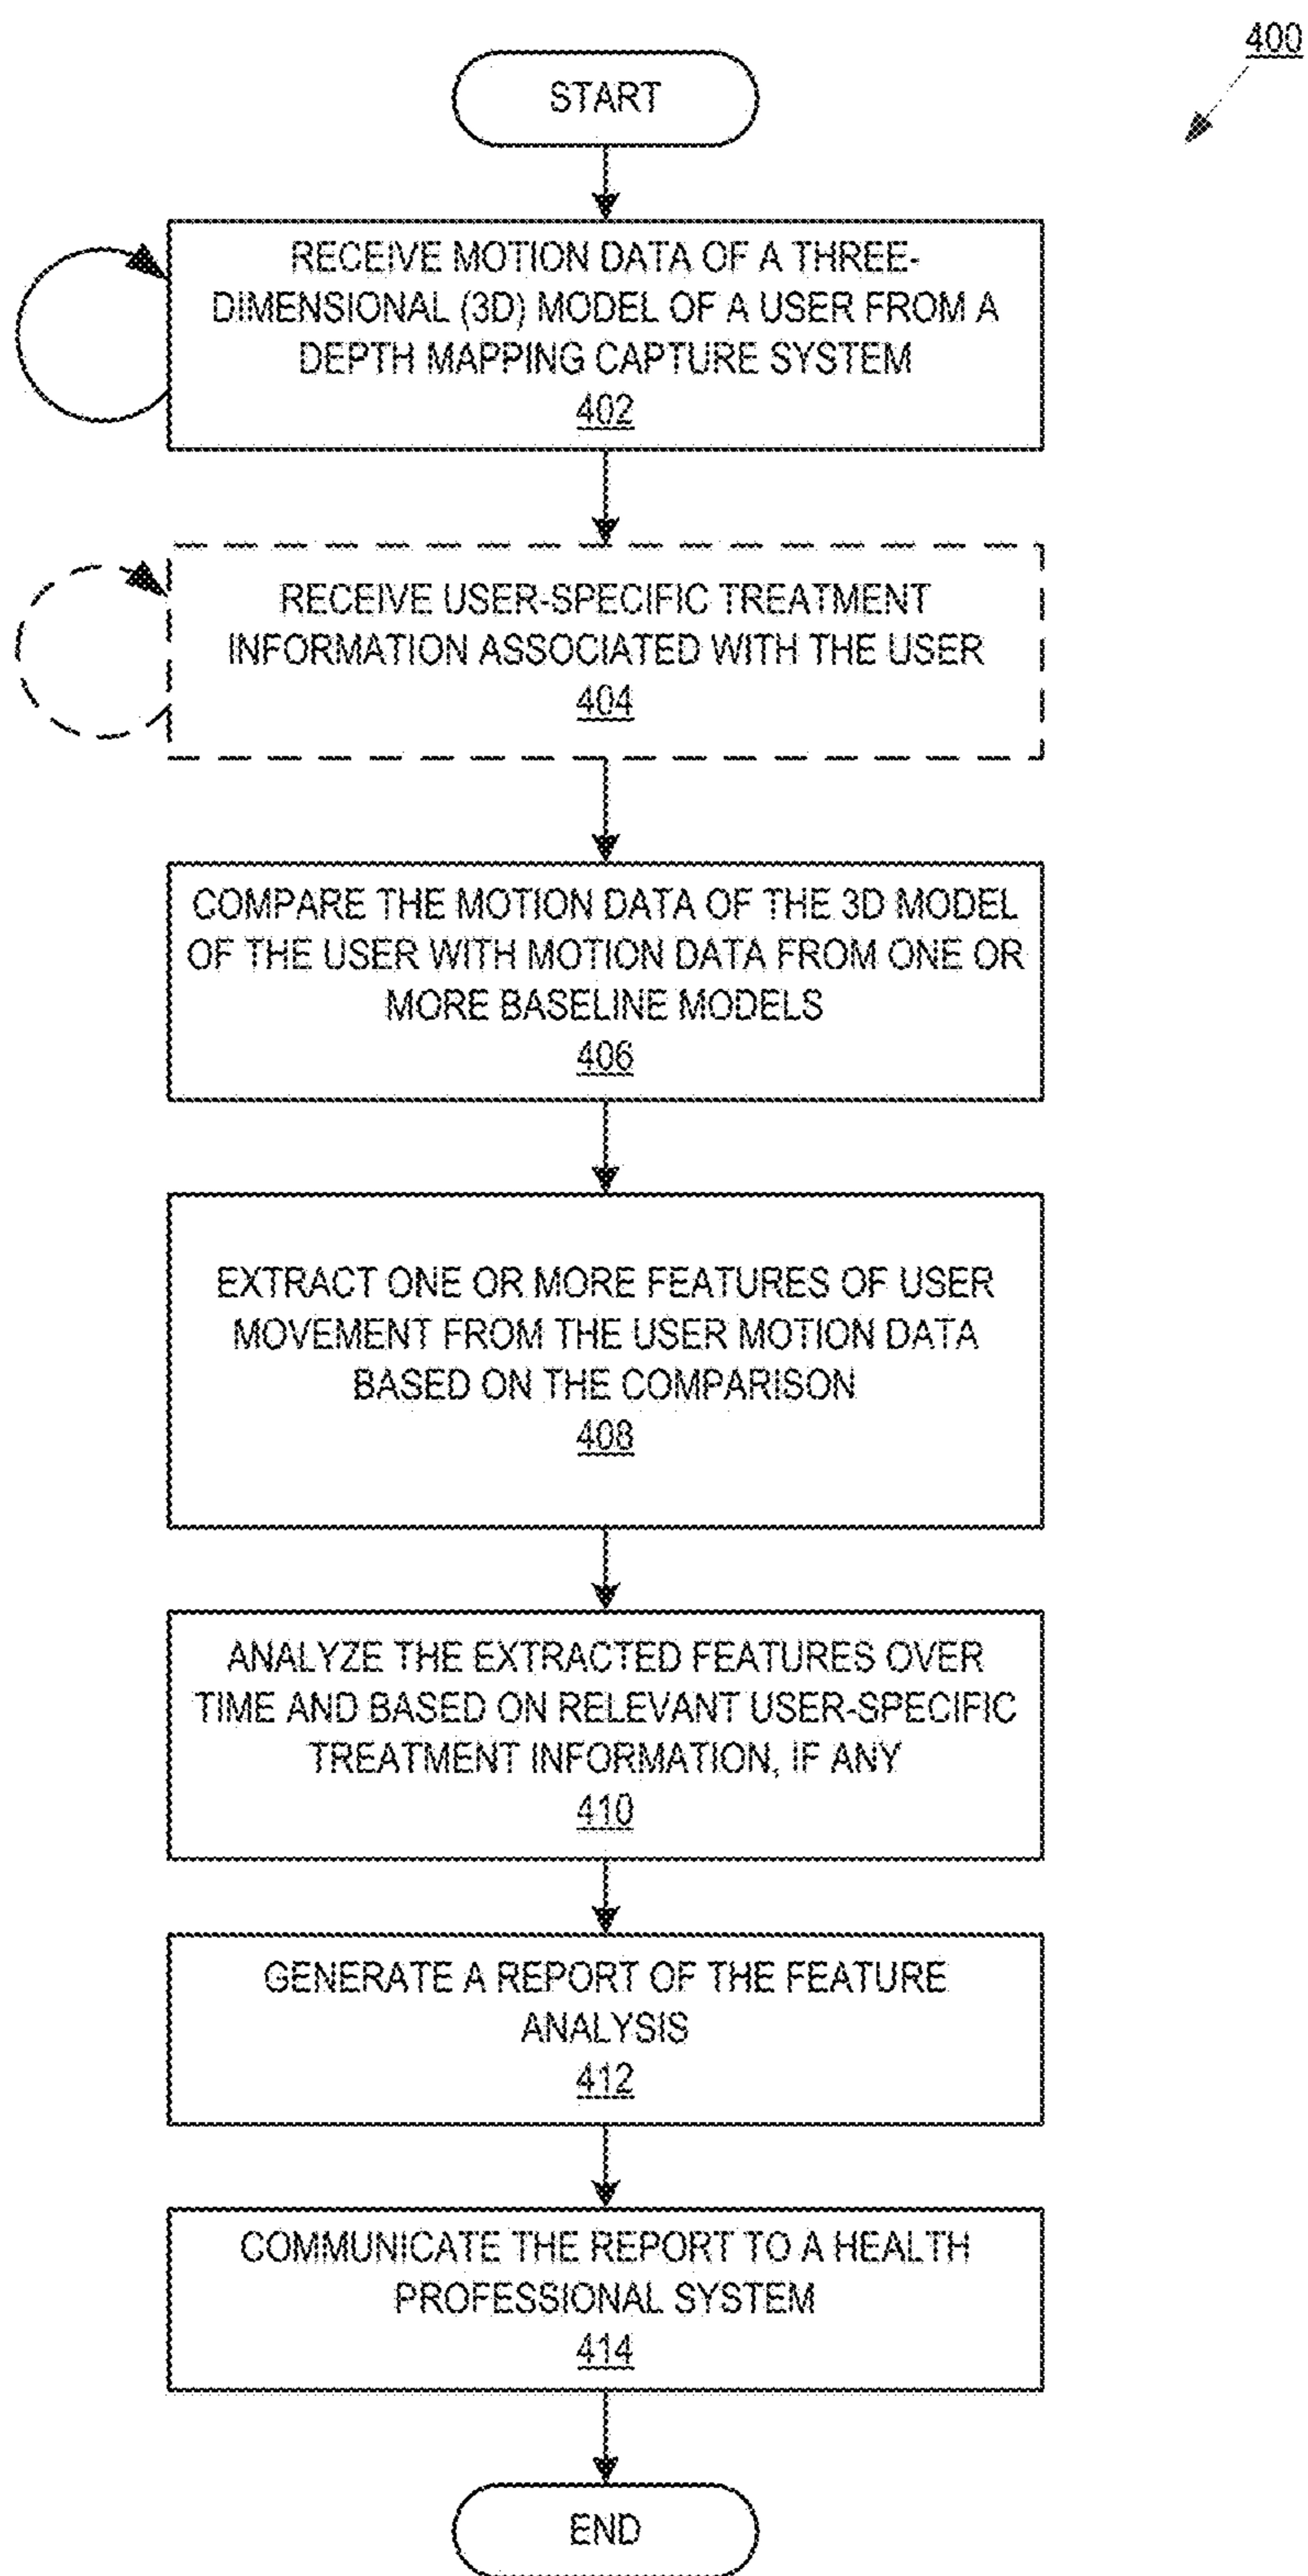 400
START
RECEIVE MOTION DATA OF A THREE-
DIMENSIONAL (3D) MODEL OF A USER FROM A
DEPTH MAPPING CAPTURE SYSTEM
402
RECEIVE USER-SPECIFIC TREATMENT
INFORMATION ASSOCIATED WITH THE USER
404
COMPARE THE MOTION DATA OF THE 3D MODEL
OF THE USER WITH MOTION DATA FROM ONE OR
MORE BASELINE MODELS
406
EXTRACT ONE OR MORE FEATURES OF USER
MOVEMENT FROM THE USER MOTION DATA
BASED ON THE COMPARISON
408
ANALYZE THE EXTRACTED FEATURES OVER
TIME AND BASED ON RELEVANT USER-SPECIFIC
TREATMENT INFORMATION, IF ANY
410
GENERATE A REPORT OF THE FEATURE
ANALYSIS
412
COMMUNICATE THE REPORT TO A HEALTH
PROFESSIONAL SYSTEM
414
END